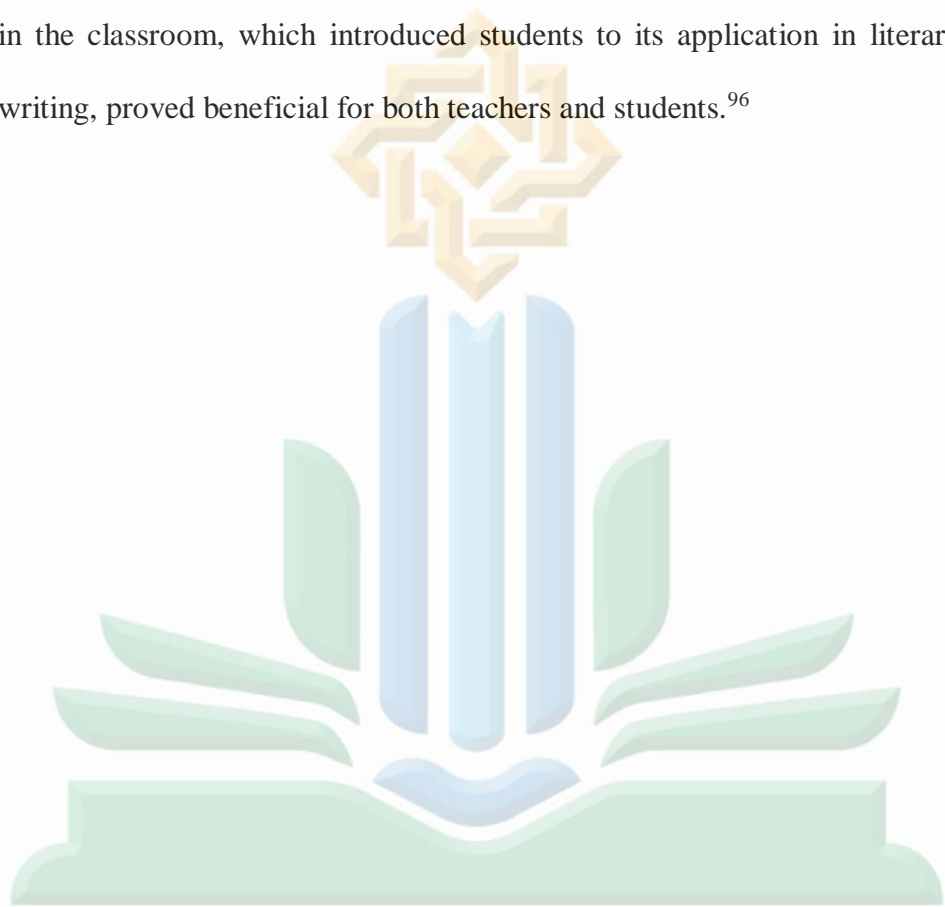 in the classroom, which introduced students to its application in literar
writing, proved beneficial for both teachers and students.96